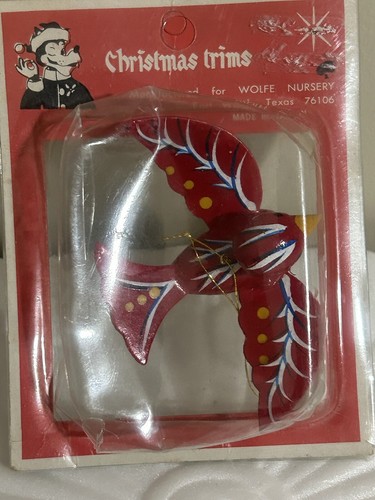 Christmas trims
for WOLFE NURSERY
Texas 76106
MADE